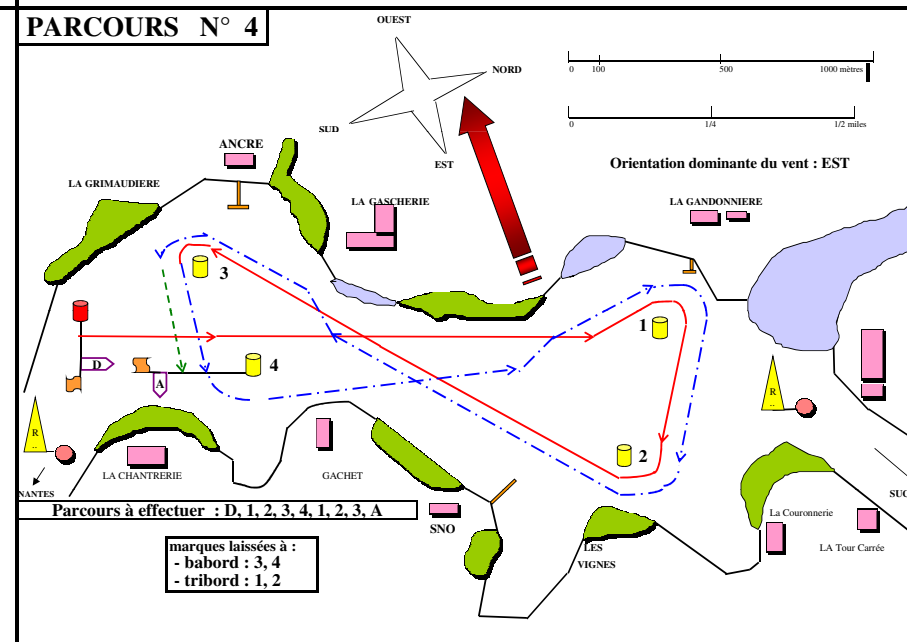 PARCOURS N° 4
OUEST
NORD
SUD
EST
0 100 500 1000 mètres
0 1/4 1/2 miles
Orientation dominante du vent : EST
ANCRE
LA GRIMAUDIERE
LA GASCHERIE
LA GANDONNIERE
3
1
4
D
A
2
R
..
R
..
NANTES
LA CHANTRERIE
GACHET
SNO
LES
VIGNES
La Couronnerie
LA Tour Carrée
SUC
Parcours à effectuer : D, 1, 2, 3, 4, 1, 2, 3, A
marques laissées à :
- babord : 3, 4
- tribord : 1, 2